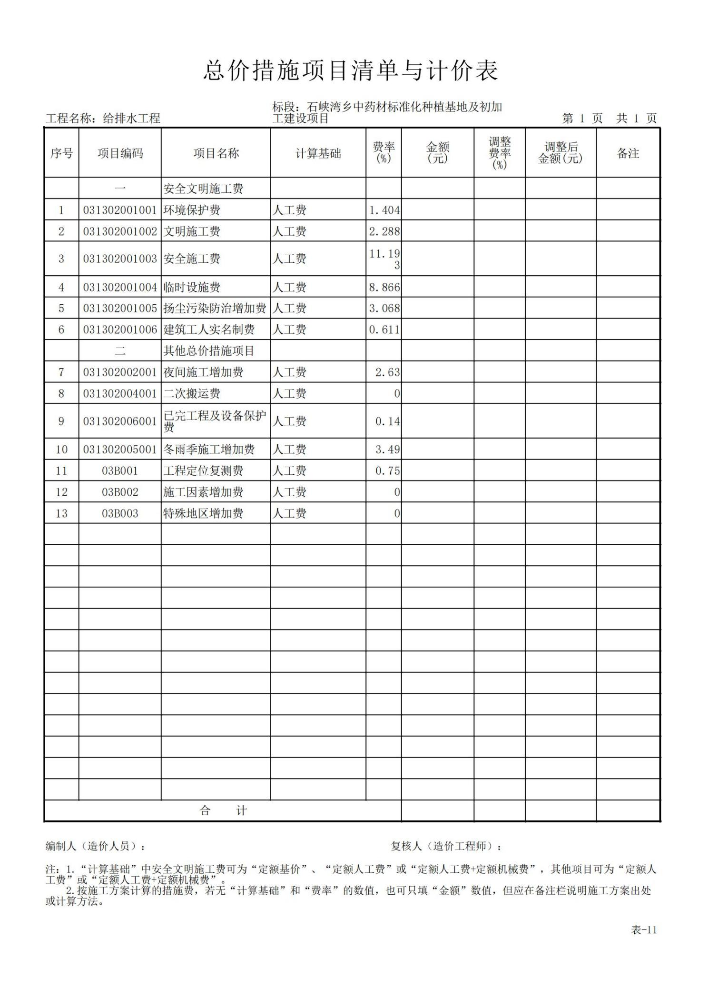 总价措施项目清单与计价表
标段：石峡湾乡中药材标准化种植基地及初加
工程名称：给排水工程 工建设项目 第 1 页 共 1 页
序号 项目编码 项目名称 计算基础 费率(%) 金额(元) 调整费率(%) 调整后金额(元) 备注
一 安全文明施工费
1 031302001001 环境保护费 人工费 1.404
2 031302001002 文明施工费 人工费 2.288
3 031302001003 安全施工费 人工费 11.193
4 031302001004 临时设施费 人工费 8.866
5 031302001005 扬尘污染防治增加费 人工费 3.068
6 031302001006 建筑工人实名制费 人工费 0.611
二 其他总价措施项目
7 031302002001 夜间施工增加费 人工费 2.63
8 031302004001 二次搬运费 人工费 0
9 031302006001 已完工程及设备保护费 人工费 0.14
10 031302005001 冬雨季施工增加费 人工费 3.49
11 03B001 工程定位复测费 人工费 0.75
12 03B002 施工因素增加费 人工费 0
13 03B003 特殊地区增加费 人工费 0
合 计
编制人（造价人员）： 复核人（造价工程师）：
注：1.“计算基础”中安全文明施工费可为“定额基价”、“定额人工费”或“定额人工费+定额机械费”，其他项目可为“定额人
工费”或“定额人工费+定额机械费”。
2.按施工方案计算的措施费，若无“计算基础”和“费率”的数值，也可只填“金额”数值，但应在备注栏说明施工方案出处
或计算方法。
表-11